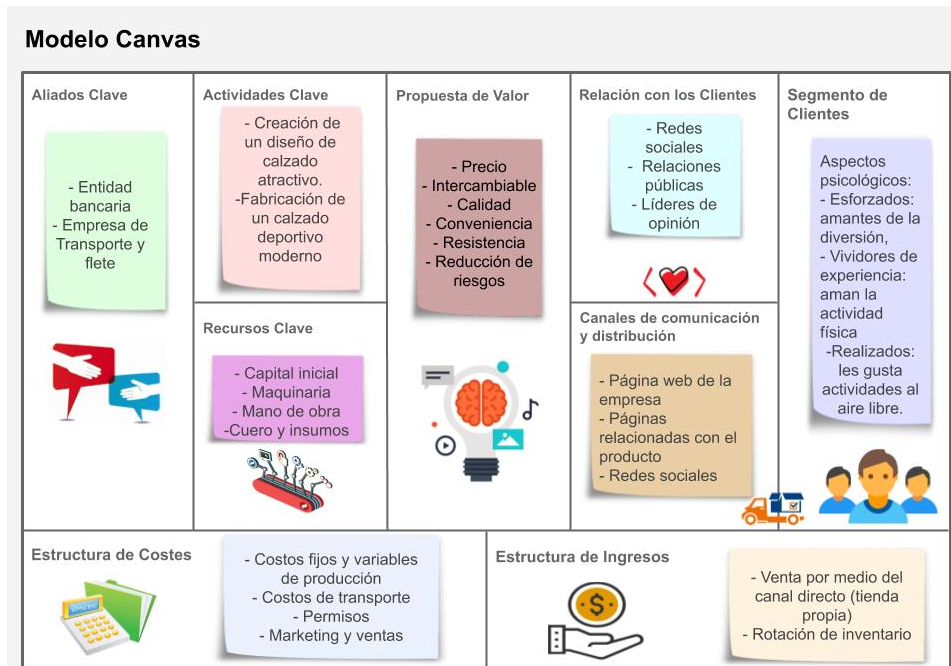 Modelo Canvas
Aliados Clave
- Entidad
bancaria
- Empresa de
Transporte y
flete
Actividades Clave
- Creación de
un diseño de
calzado
atractivo.
-Fabricación de
un calzado
deportivo
moderno
Recursos Clave
- Capital inicial
- Maquinaria
- Mano de obra
-Cuero y insumos
Propuesta de Valor
- Precio
- Intercambiable
- Calidad
- Conveniencia
- Resistencia
- Reducción de
riesgos
Relación con los Clientes
- Redes
sociales
- Relaciones
públicas
- Líderes de
opinión
Canales de comunicación
y distribución
- Página web de la
empresa
- Páginas
relacionadas con el
producto
- Redes sociales
Segmento de
Clientes
Aspectos
psicológicos:
- Esforzados:
amantes de la
diversión,
- Vividores de
experiencia:
aman la
actividad
física
-Realizados:
les gusta
actividades al
aire libre.
Estructura de Costes
- Costos fijos y variables
de producción
- Costos de transporte
- Permisos
- Marketing y ventas
Estructura de Ingresos
- Venta por medio del
canal directo (tienda
propia)
- Rotación de inventario